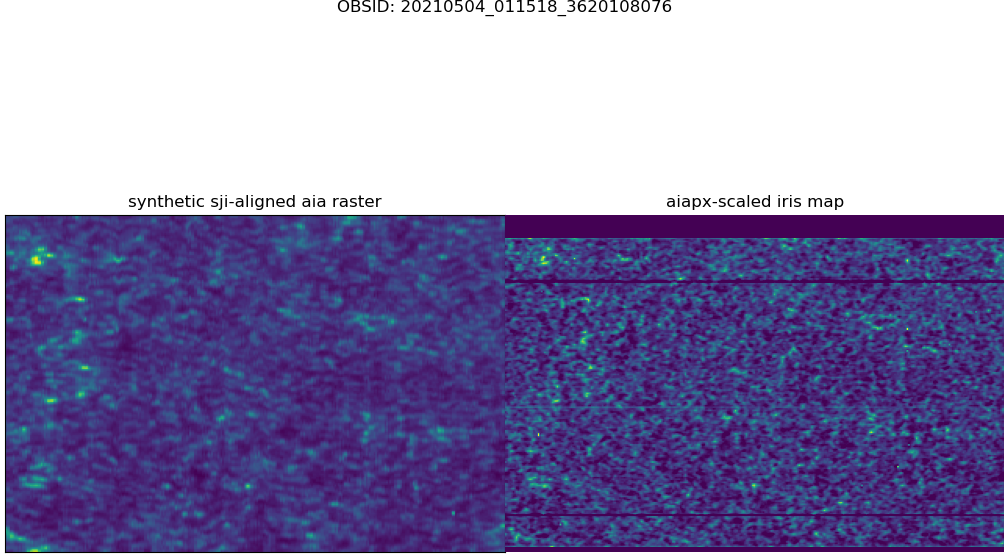 OBSID: 20210504_011518_3620108076
synthetic sji-aligned aia raster
aiapx-scaled iris map